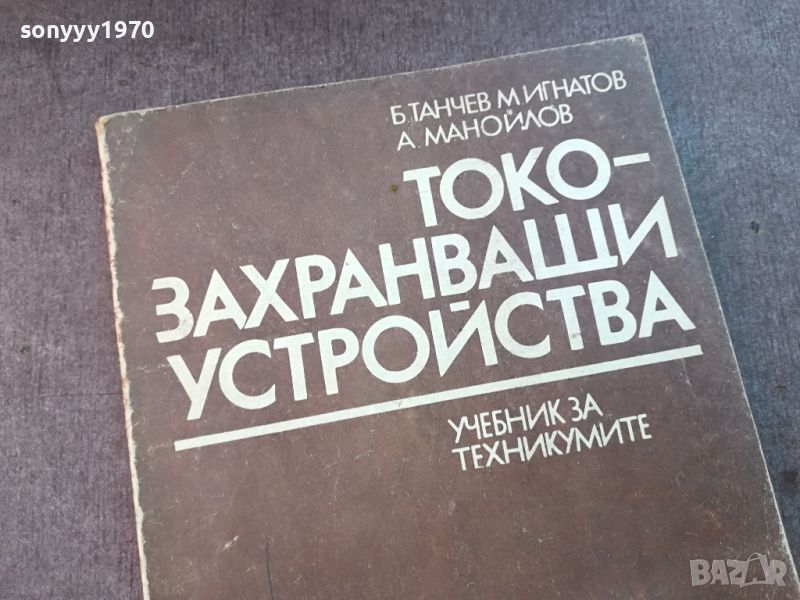 sonyyy1970
Б. ТАНЧЕВ М. ИГНАТОВ
А. МАНОЙЛОВ
ТОКО-
ЗАХРАНВАЩИ
УСТРОЙСТВА
УЧЕБНИК ЗА
ТЕХНИКУМИТЕ
BAZAR